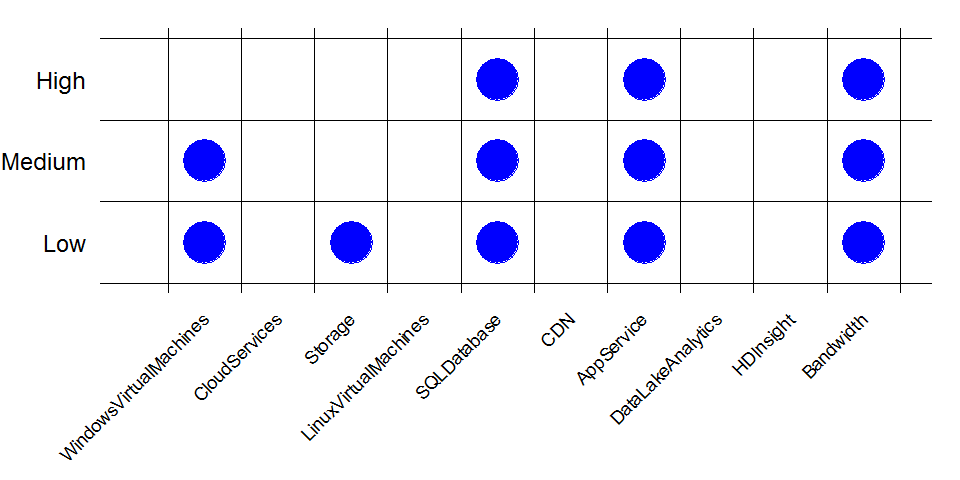 High
Medium
Low
WindowsVirtualMachines
CloudServices
Storage
LinuxVirtualMachines
SQLDatabase
CDN
AppService
DataLakeAnalytics
HDInsight
Bandwidth